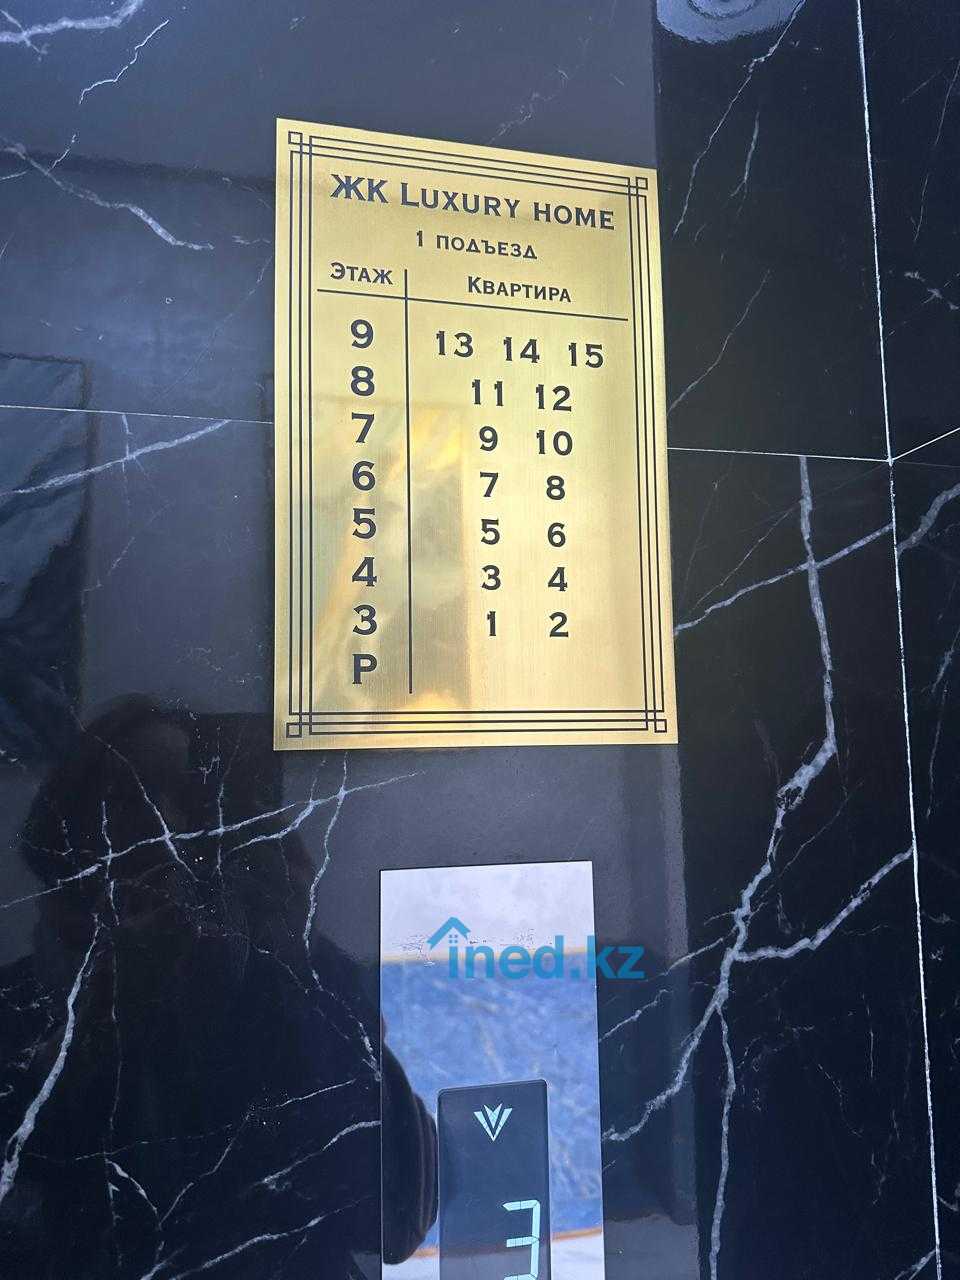 ЖК LUXURY HOME
1 ПОДЪЕЗД
ЭТАЖ КВАРТИРА
9 13 14 15
8 11 12
7 9 10
6 7 8
5 5 6
4 3 4
3 1 2
P
ined.kz
3